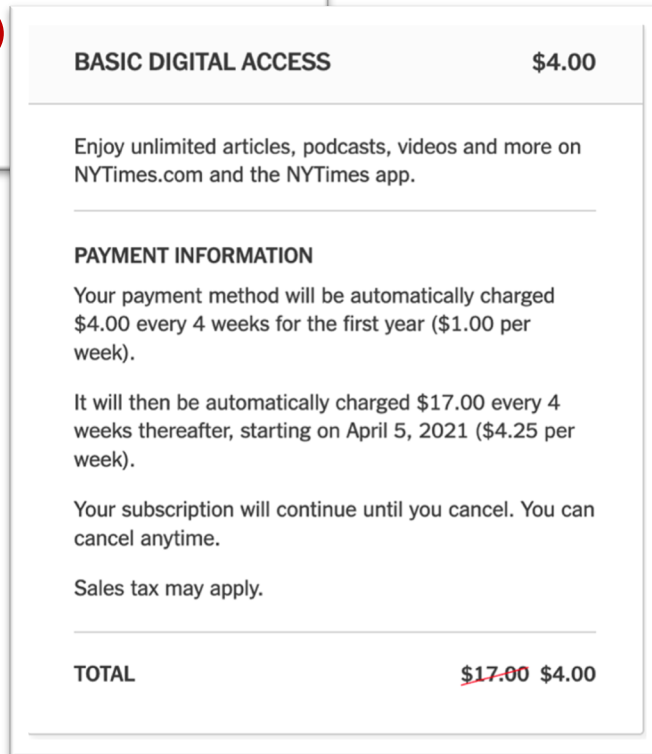 BASIC DIGITAL ACCESS $4.00
Enjoy unlimited articles, podcasts, videos and more on
NYTimes.com and the NYTimes app.
PAYMENT INFORMATION
Your payment method will be automatically charged
$4.00 every 4 weeks for the first year ($1.00 per
week).
It will then be automatically charged $17.00 every 4
weeks thereafter, starting on April 5, 2021 ($4.25 per
week).
Your subscription will continue until you cancel. You can
cancel anytime.
Sales tax may apply.
TOTAL $17.00 $4.00